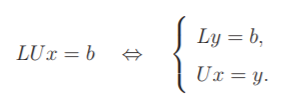 LUx = b ⇔ { Ly = b,
Ux = y.